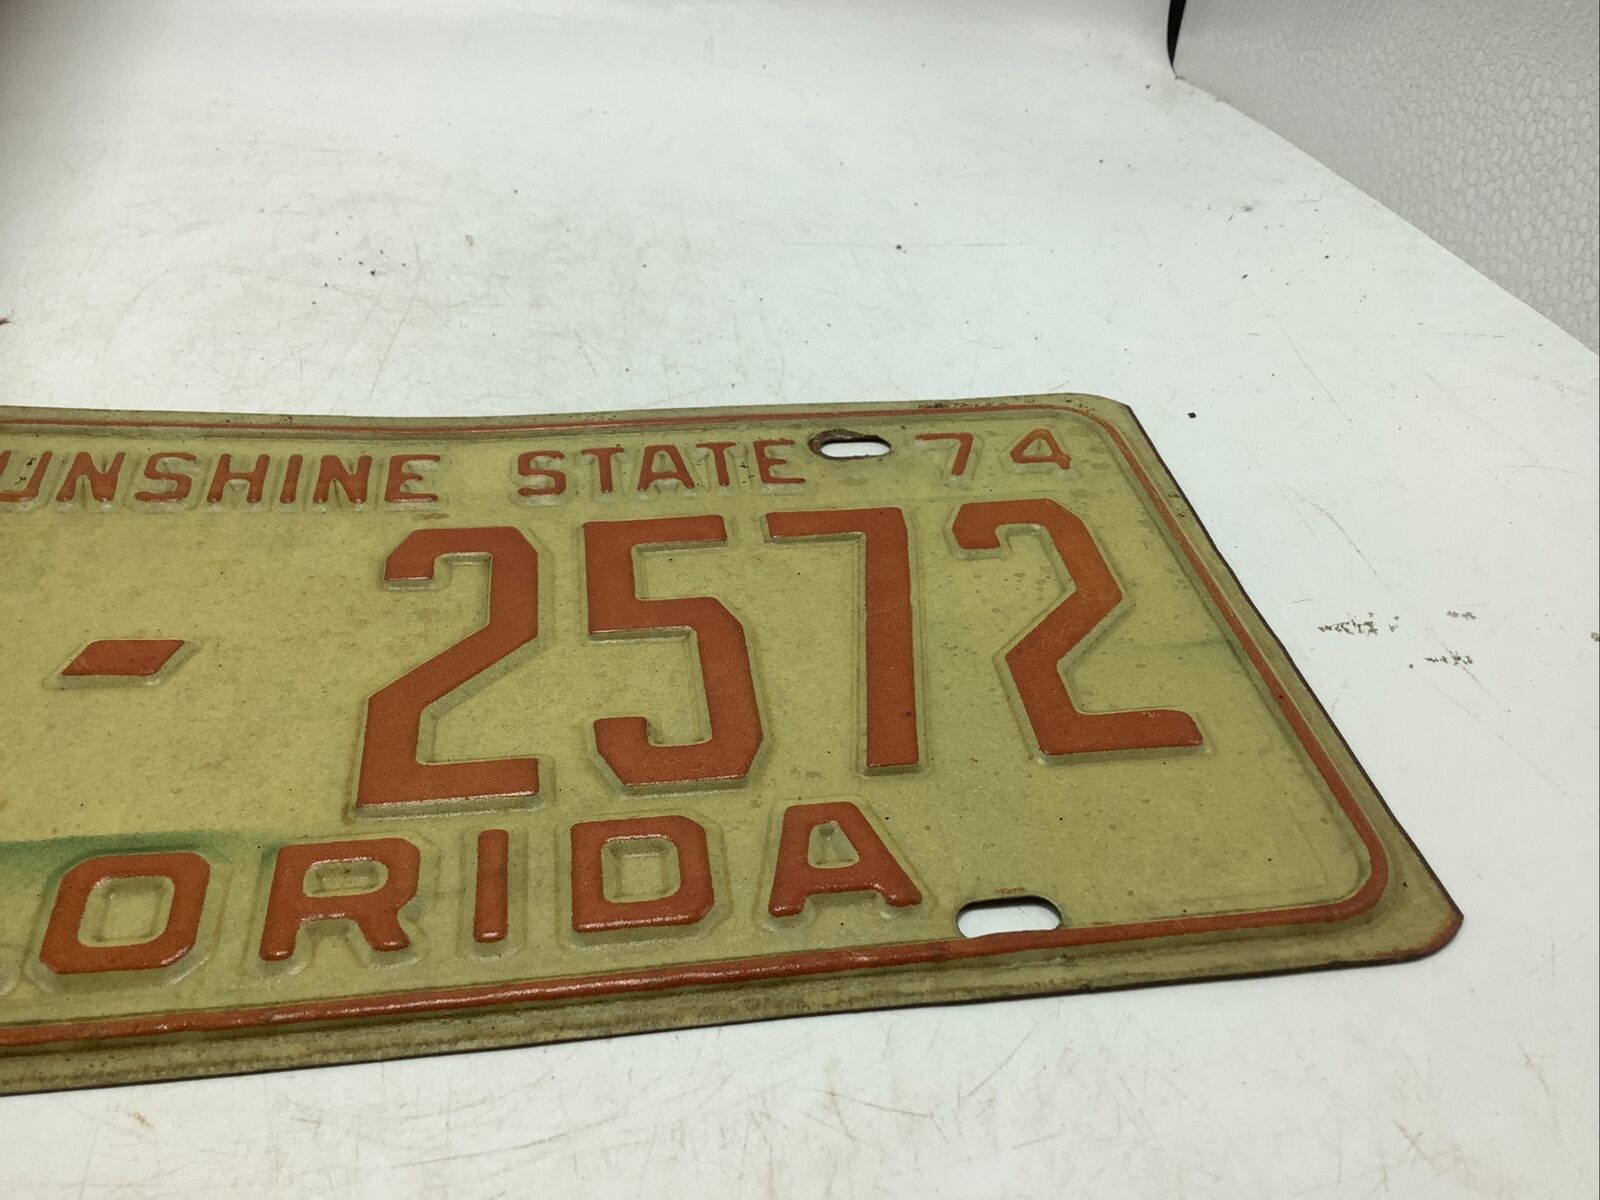 UNSHINE STATE 74
- 2572
ORIDA